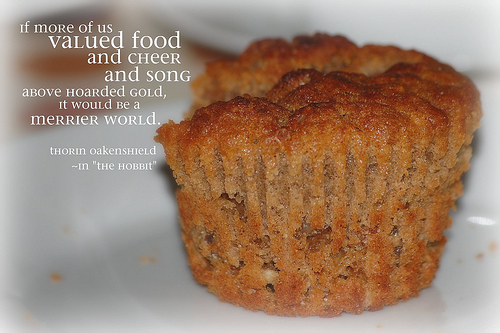 if more of us
valued food
and cheer
and song
above hoarded gold,
it would be a
merrier world.
thorin oakenshield
~in "the hobbit"